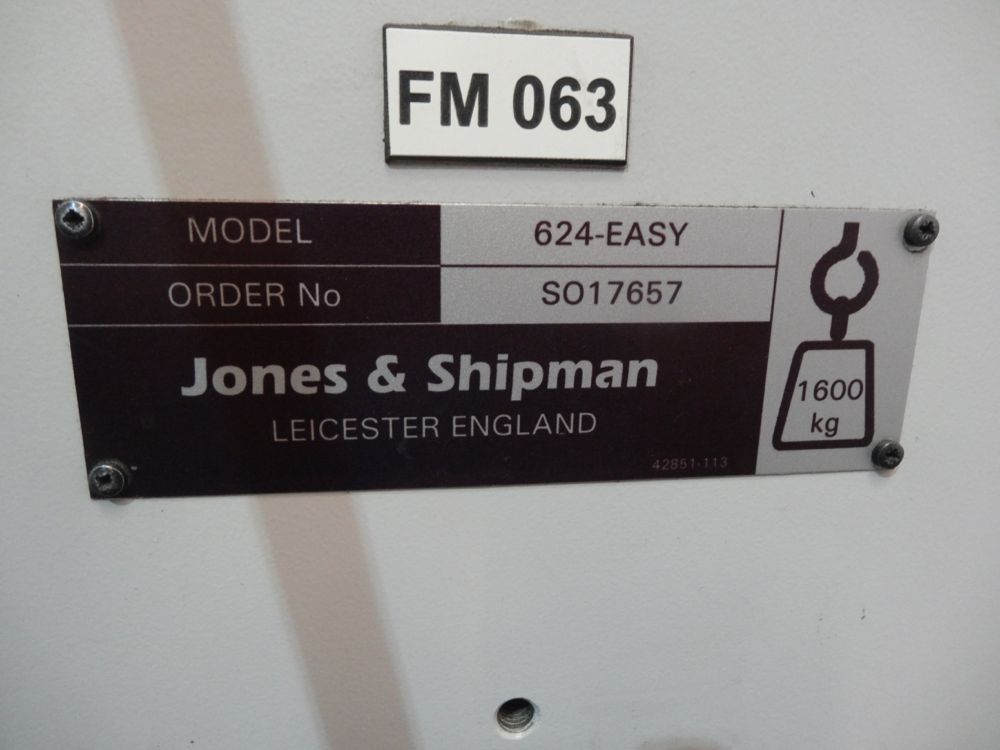 FM 063
MODEL 624-EASY
ORDER No SO17657
Jones & Shipman
LEICESTER ENGLAND
42851-113
1600
kg